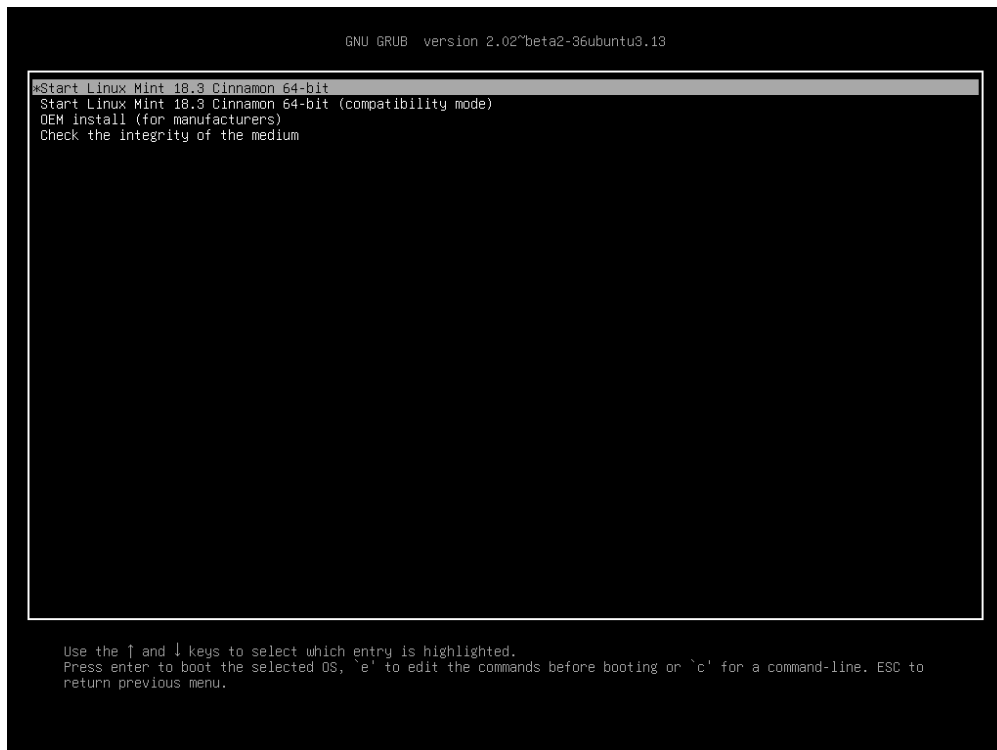 GNU GRUB  version 2.02~beta2-36ubuntu3.13
*Start Linux Mint 18.3 Cinnamon 64-bit
Start Linux Mint 18.3 Cinnamon 64-bit (compatibility mode)
OEM install (for manufacturers)
Check the integrity of the medium
Use the ↑ and ↓ keys to select which entry is highlighted.
Press enter to boot the selected OS, `e' to edit the commands before booting or `c' for a command-line. ESC to
return previous menu.